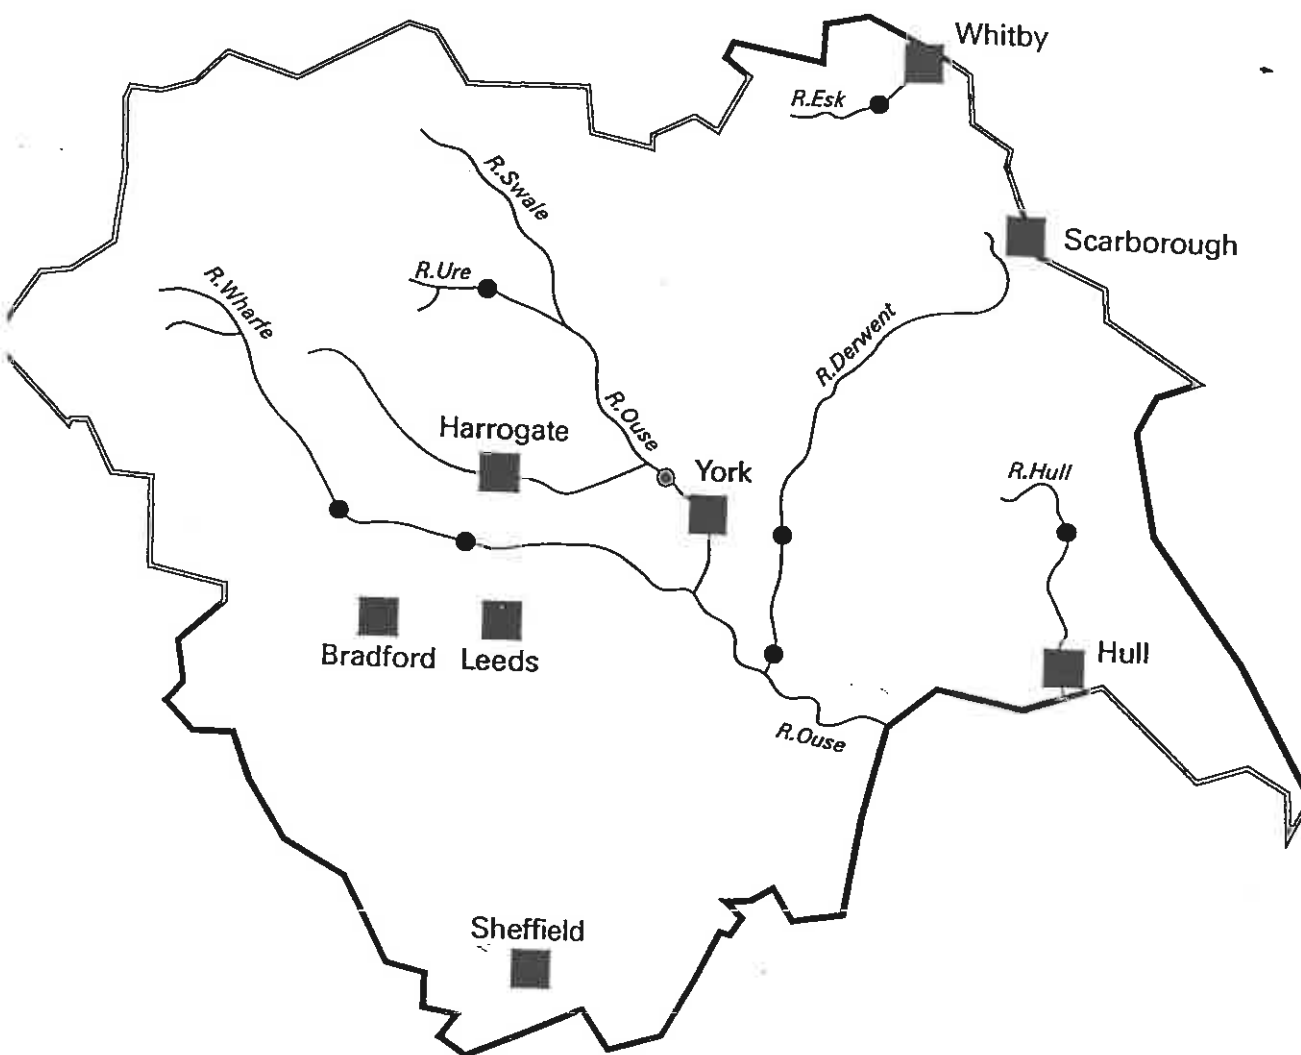 Whitby
R.Esk
R.Swale
Scarborough
R.Ure
R.Wharfe
R.Derwent
R.Ouse
Harrogate
York
R.Hull
Bradford
Leeds
Hull
R.Ouse
Sheffield